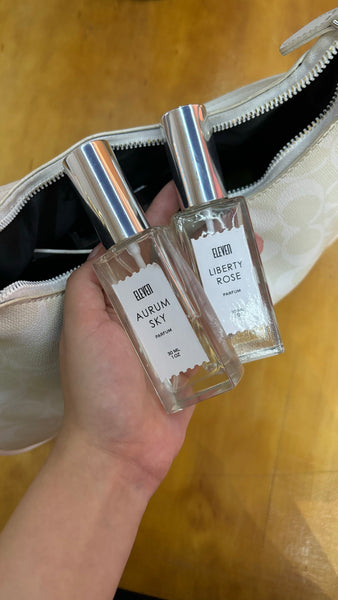 ELEVEN
AURUM
SKY
PARFUM
30 ML
1 OZ
ELEVEN
LIBERTY
ROSE
PARFUM